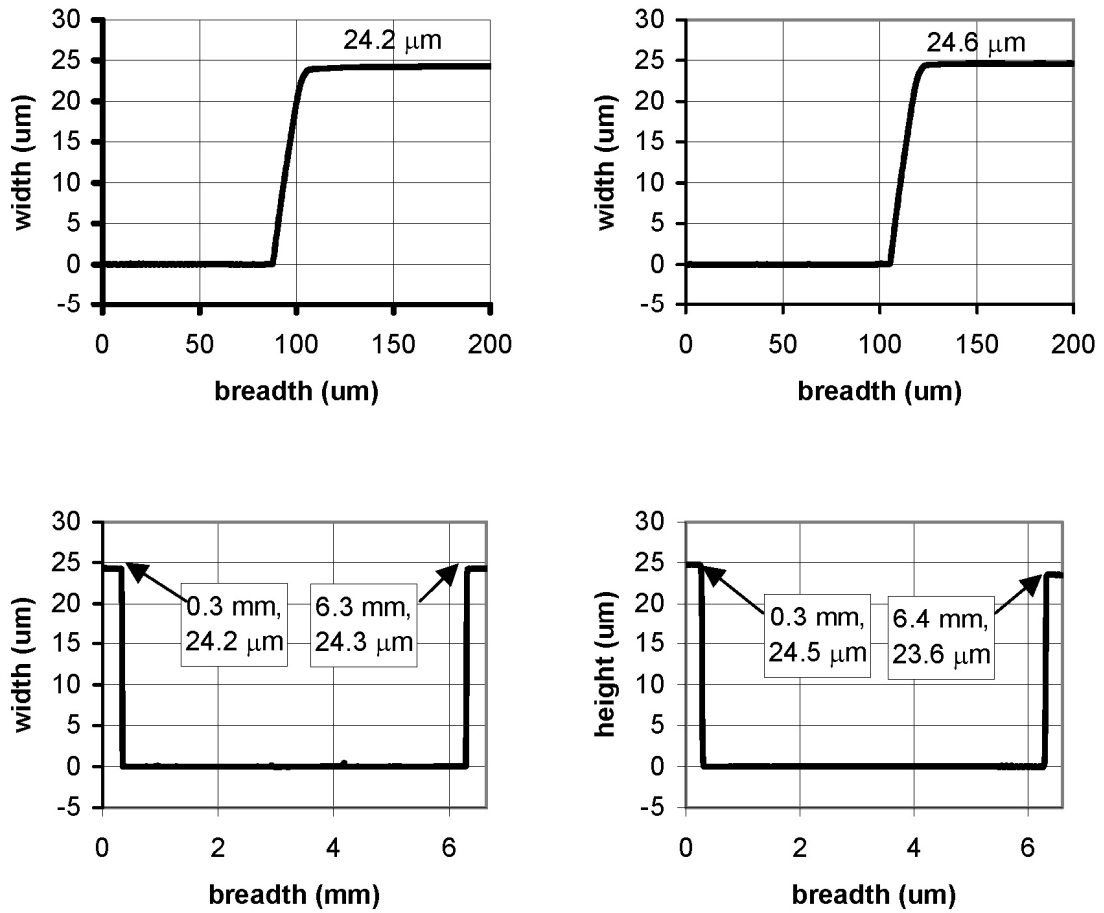 30
25
20
15
10
5
0
-5
width (um)
24.2 μm
0 50 100 150 200
breadth (um)
30
25
20
15
10
5
0
-5
width (um)
24.6 μm
0 50 100 150 200
breadth (um)
30
25
20
15
10
5
0
-5
width (um)
0.3 mm,
24.2 μm
6.3 mm,
24.3 μm
0 2 4 6
breadth (mm)
30
25
20
15
10
5
0
-5
height (um)
0.3 mm,
24.5 μm
6.4 mm,
23.6 μm
0 2 4 6
breadth (um)